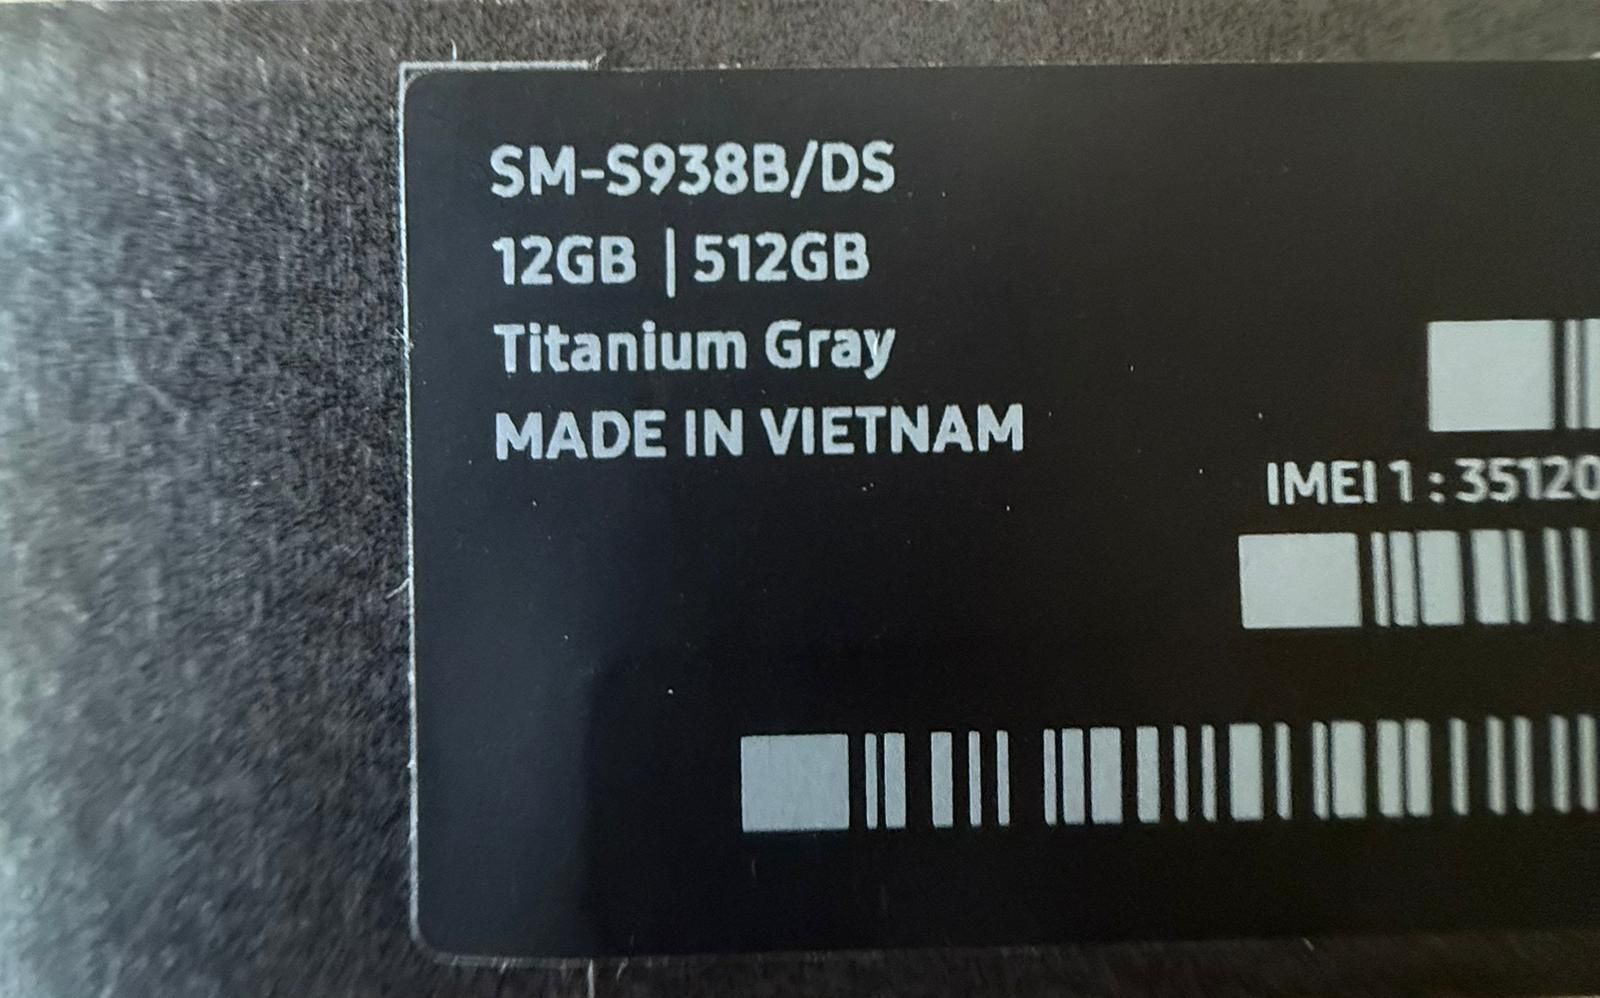 SM-S938B/DS
12GB | 512GB
Titanium Gray
MADE IN VIETNAM
IMEI 1 : 35120